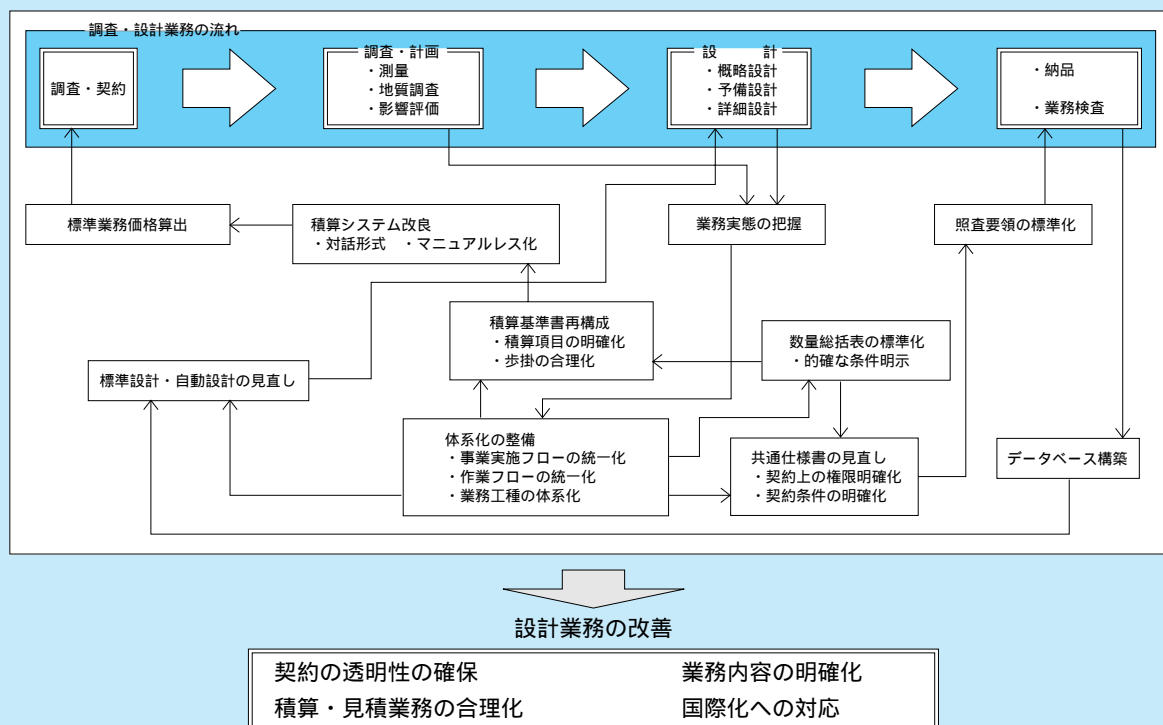 調査・設計業務の流れ
調査・契約
調査・計画
・測量
・地質調査
・影響評価
設 計
・概略設計
・予備設計
・詳細設計
・納品
・業務検査
標準業務価格算出
積算システム改良
・対話形式 ・マニュアルレス化
業務実態の把握
照査要領の標準化
積算基準書再構成
・積算項目の明確化
・歩掛の合理化
数量総括表の標準化
・的確な条件明示
標準設計・自動設計の見直し
体系化の整備
・事業実施フローの統一化
・作業フローの統一化
・業務工種の体系化
共通仕様書の見直し
・契約上の権限明確化
・契約条件の明確化
データベース構築
設計業務の改善
契約の透明性の確保 業務内容の明確化
積算・見積業務の合理化 国際化への対応